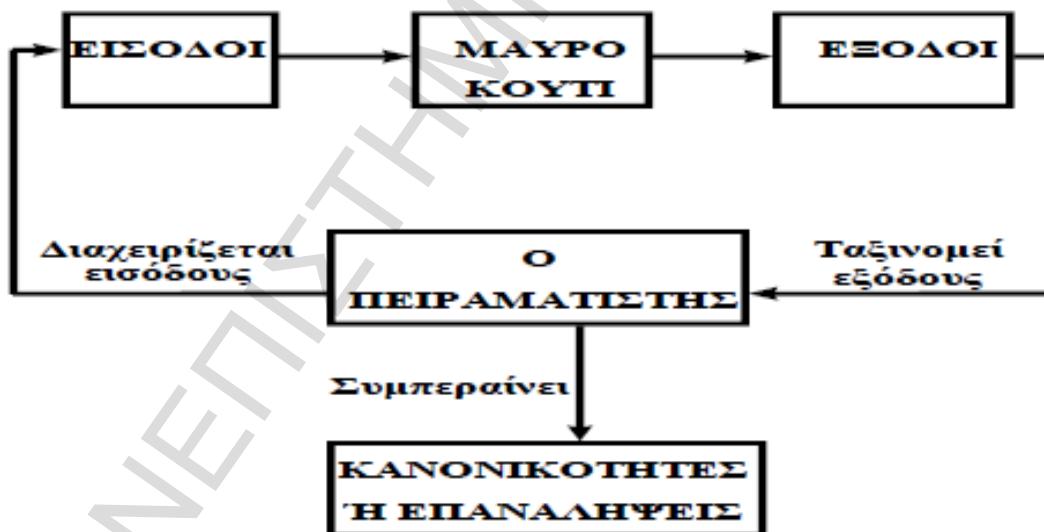 ΕΙΣΟΔΟΙ
ΜΑΥΡΟ
ΚΟΥΤΙ
ΕΞΟΔΟΙ
Διαχειρίζεται
εισόδους
Ο
ΠΕΙΡΑΜΑΤΙΣΤΗΣ
Ταξινομεί
εξόδους
Συμπεραίνει
ΚΑΝΟΝΙΚΟΤΗΤΕΣ
Ή ΕΠΑΝΑΛΗΨΕΙΣ